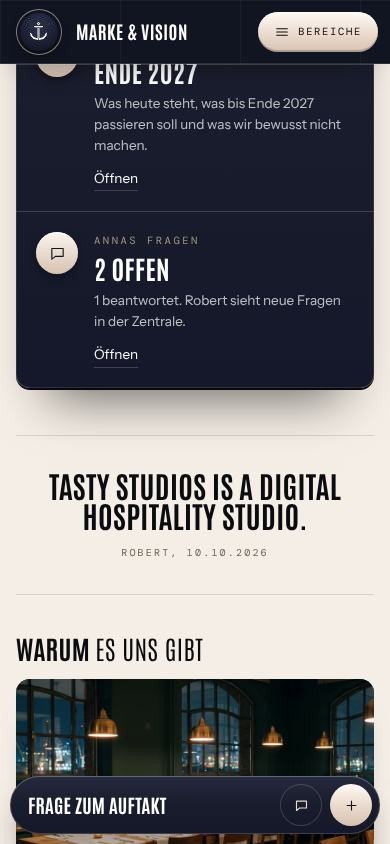 MARKE & VISION
BEREICHE
ENDE 2027
Was heute steht, was bis Ende 2027
passieren soll und was wir bewusst nicht
machen.
Öffnen
ANNAS FRAGEN
2 OFFEN
1 beantwortet. Robert sieht neue Fragen
in der Zentrale.
Öffnen
TASTY STUDIOS IS A DIGITAL
HOSPITALITY STUDIO.
ROBERT, 10.10.2026
WARUM ES UNS GIBT
FRAGE ZUM AUFTAKT